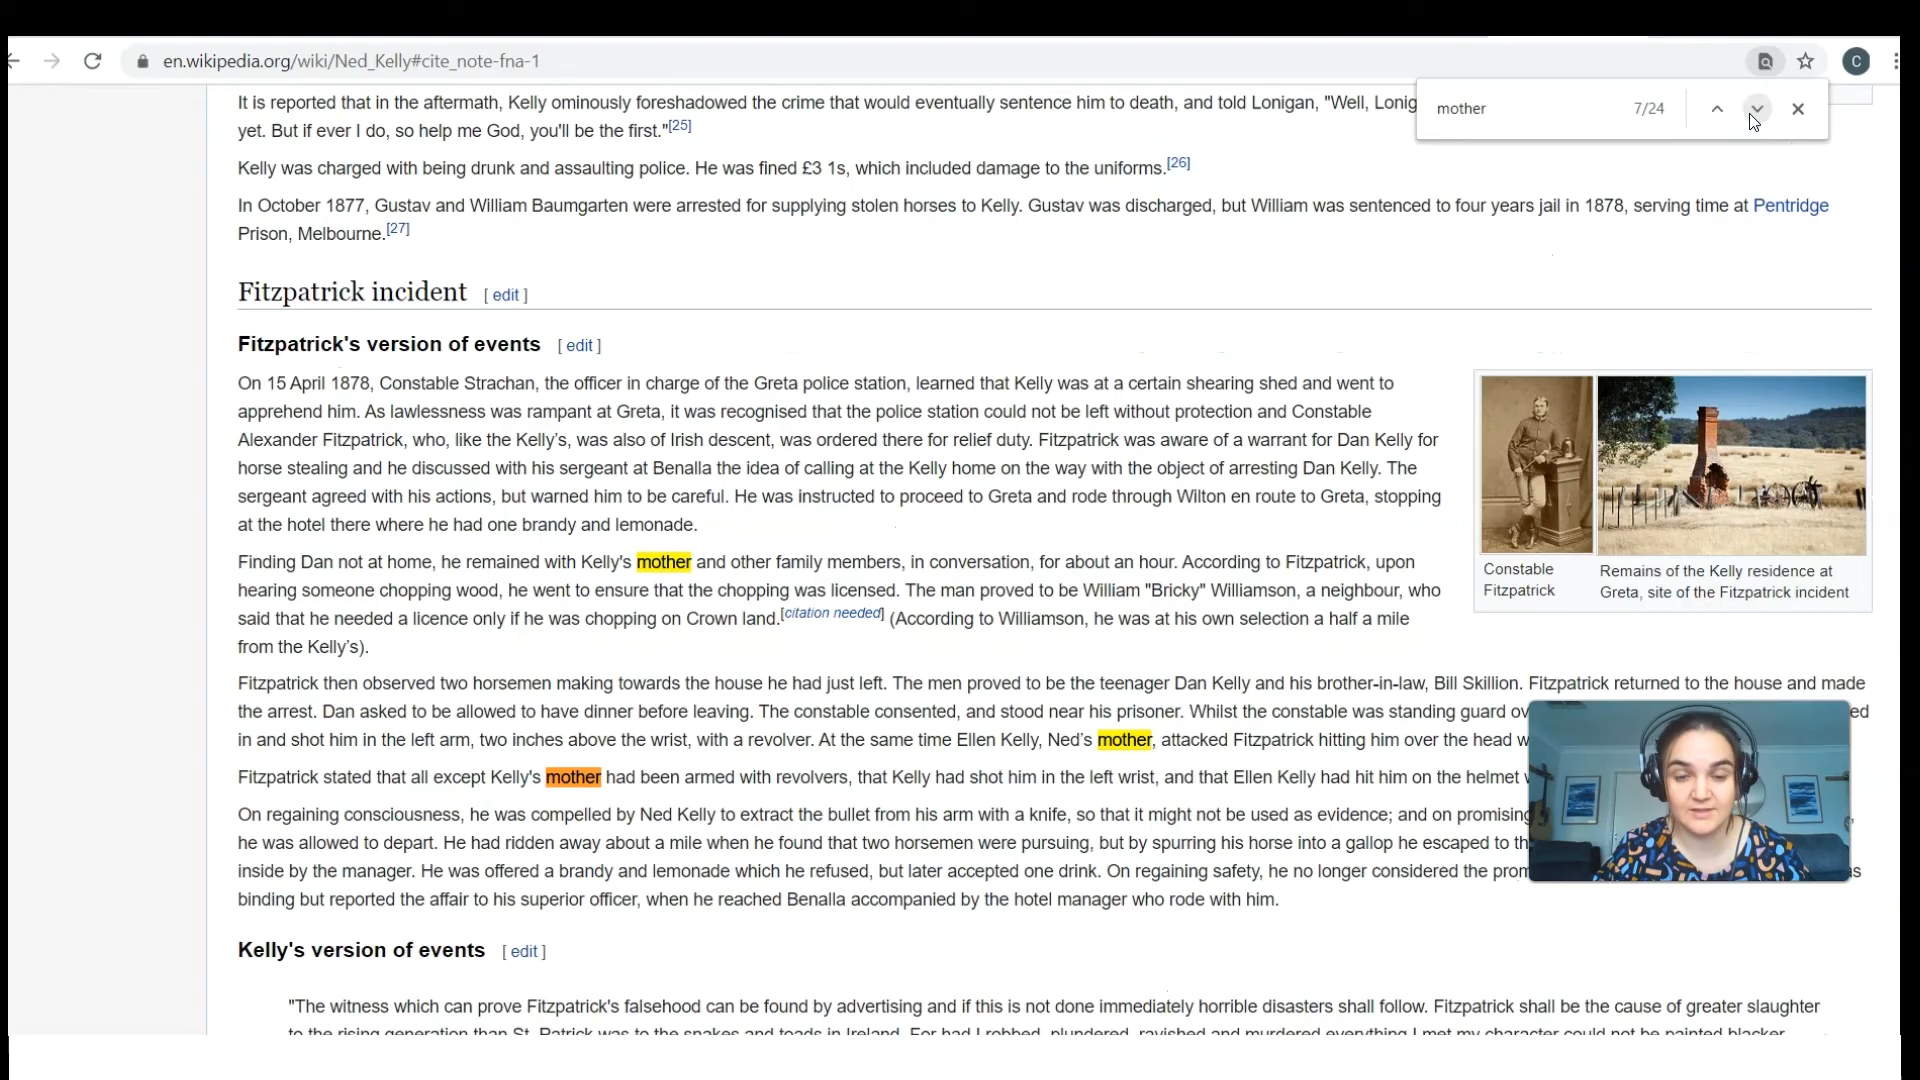 en.wikipedia.org/wiki/Ned_Kelly#cite_note-fna-1
C
mother 7/24
It is reported that in the aftermath, Kelly ominously foreshadowed the crime that would eventually sentence him to death, and told Lonigan, "Well, Lonig
yet. But if ever I do, so help me God, you'll be the first."[25]
Kelly was charged with being drunk and assaulting police. He was fined £3 1s, which included damage to the uniforms.[26]
In October 1877, Gustav and William Baumgarten were arrested for supplying stolen horses to Kelly. Gustav was discharged, but William was sentenced to four years jail in 1878, serving time at Pentridge
Prison, Melbourne.[27]
Fitzpatrick incident [ edit ]
Fitzpatrick's version of events [ edit ]
On 15 April 1878, Constable Strachan, the officer in charge of the Greta police station, learned that Kelly was at a certain shearing shed and went to
apprehend him. As lawlessness was rampant at Greta, it was recognised that the police station could not be left without protection and Constable
Alexander Fitzpatrick, who, like the Kelly's, was also of Irish descent, was ordered there for relief duty. Fitzpatrick was aware of a warrant for Dan Kelly for
horse stealing and he discussed with his sergeant at Benalla the idea of calling at the Kelly home on the way with the object of arresting Dan Kelly. The
sergeant agreed with his actions, but warned him to be careful. He was instructed to proceed to Greta and rode through Wilton en route to Greta, stopping
at the hotel there where he had one brandy and lemonade.
Constable
Fitzpatrick
Remains of the Kelly residence at
Greta, site of the Fitzpatrick incident
Finding Dan not at home, he remained with Kelly's mother and other family members, in conversation, for about an hour. According to Fitzpatrick, upon
hearing someone chopping wood, he went to ensure that the chopping was licensed. The man proved to be William "Bricky" Williamson, a neighbour, who
said that he needed a licence only if he was chopping on Crown land.[citation needed] (According to Williamson, he was at his own selection a half a mile
from the Kelly's).
Fitzpatrick then observed two horsemen making towards the house he had just left. The men proved to be the teenager Dan Kelly and his brother-in-law, Bill Skillion. Fitzpatrick returned to the house and made
the arrest. Dan asked to be allowed to have dinner before leaving. The constable consented, and stood near his prisoner. Whilst the constable was standing guard ov ed
in and shot him in the left arm, two inches above the wrist, with a revolver. At the same time Ellen Kelly, Ned's mother, attacked Fitzpatrick hitting him over the head w
Fitzpatrick stated that all except Kelly's mother had been armed with revolvers, that Kelly had shot him in the left wrist, and that Ellen Kelly had hit him on the helmet
On regaining consciousness, he was compelled by Ned Kelly to extract the bullet from his arm with a knife, so that it might not be used as evidence; and on promising
he was allowed to depart. He had ridden away about a mile when he found that two horsemen were pursuing, but by spurring his horse into a gallop he escaped to th
inside by the manager. He was offered a brandy and lemonade which he refused, but later accepted one drink. On regaining safety, he no longer considered the prom s
binding but reported the affair to his superior officer, when he reached Benalla accompanied by the hotel manager who rode with him.
Kelly's version of events [ edit ]
"The witness which can prove Fitzpatrick's falsehood can be found by advertising and if this is not done immediately horrible disasters shall follow. Fitzpatrick shall be the cause of greater slaughter
to the rising generation than St. Patrick was to the snakes and toads in Ireland. For had I robbed, plundered, ravished and murdered everything I met my character could not be painted blacker